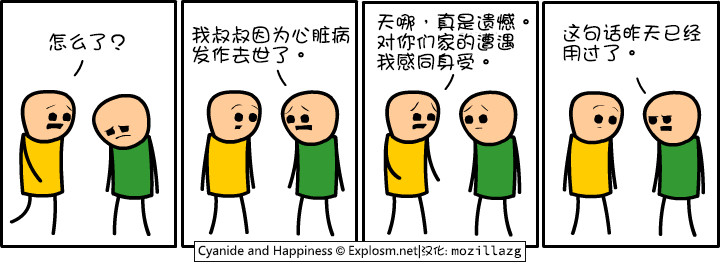 怎么了？
我叔叔因为心脏病
发作去世了。
天哪，真是遗憾。
对你们家的遭遇
我感同身受。
这句话昨天已经
用过了。
Cyanide and Happiness © Explosm.net|汉化: mozillazg